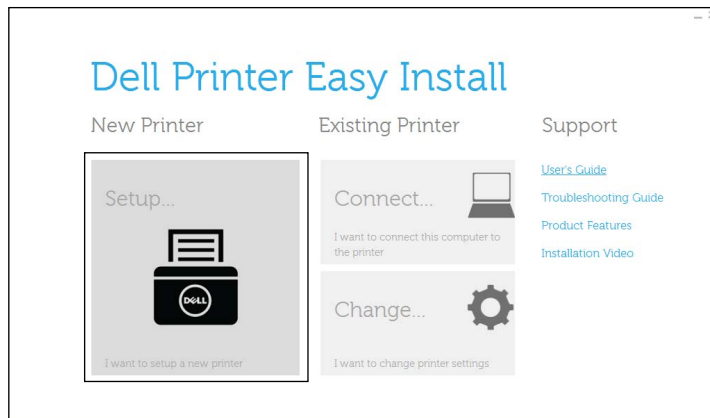 Dell Printer Easy Install
New Printer
Existing Printer
Support
Setup...
DELL
I want to setup a new printer
Connect...
I want to connect this computer to
the printer
Change...
I want to change printer settings
User's Guide
Troubleshooting Guide
Product Features
Installation Video